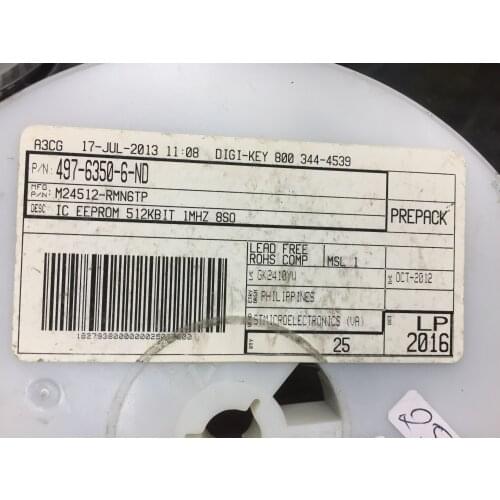 A3CG 17-JUL-2013 11:08 DIGI-KEY 800 344-4539
P/N: 497-6350-6-ND
MFG. P/N: M24512-RMN6TP
DESC IC EEPROM 512KBIT 1MHZ 8SO
PREPACK
LEAD FREE
ROHS COMP
MSL 1
OCT-2012
PHILIPPINES
STMICROELECTRONICS (VA)
QTY 25
LP
2016